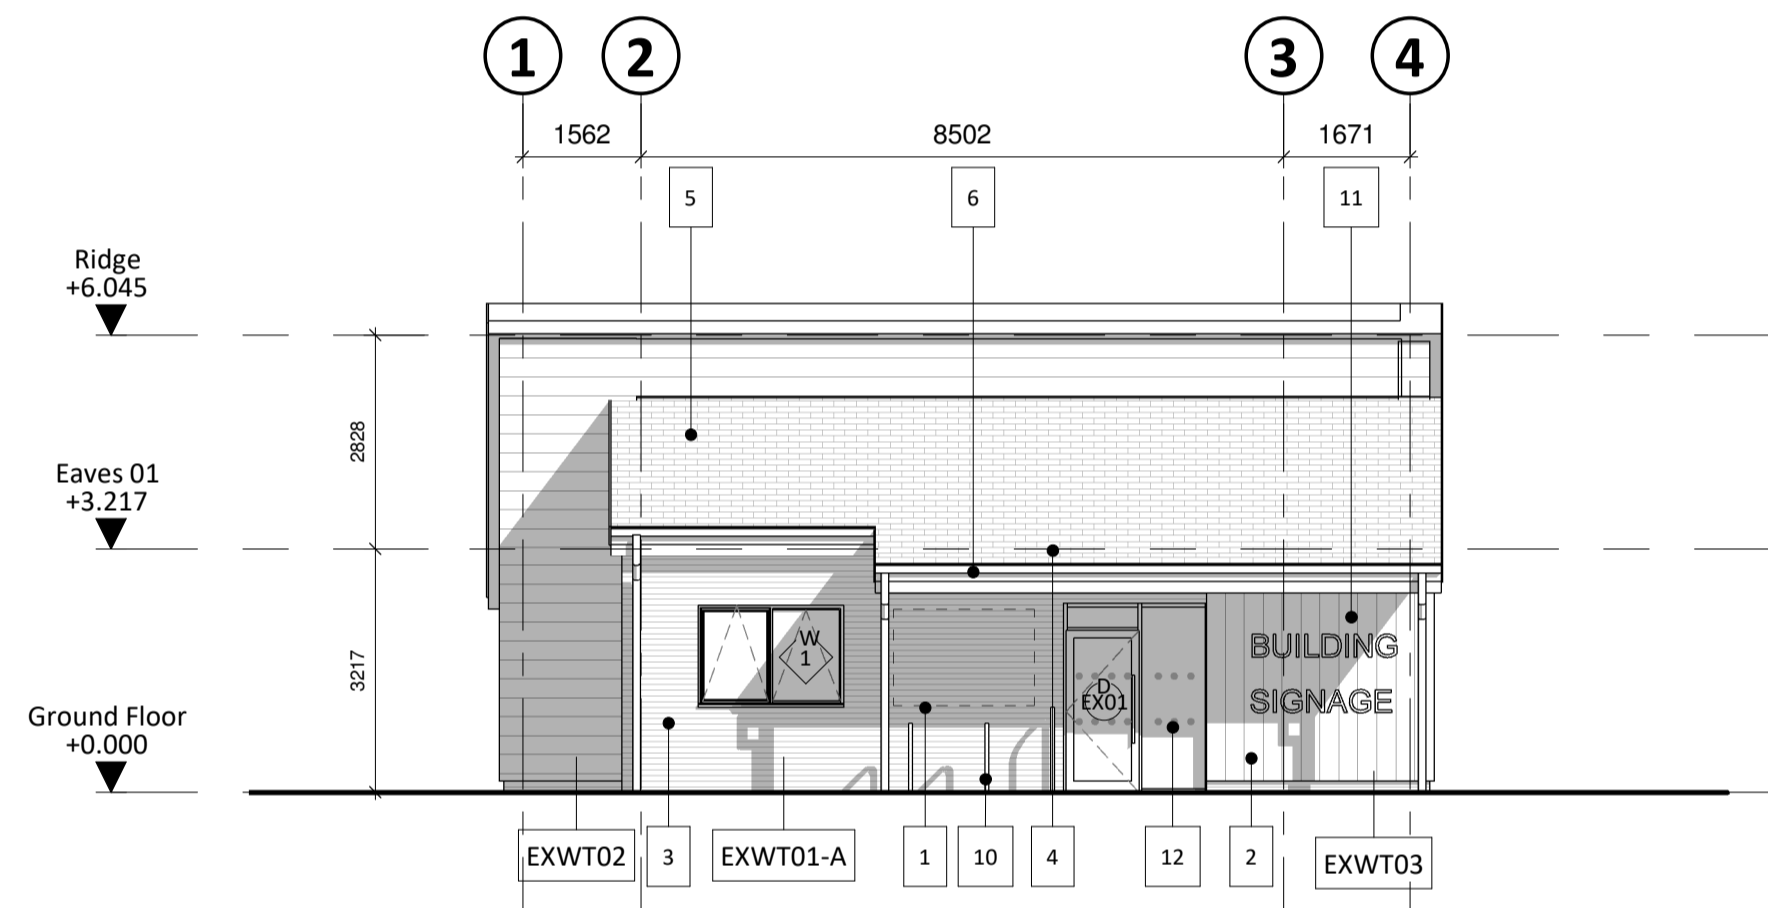 1 2 3 4
1562 8502 1671
5 6 11
Ridge
+6.045
2828
Eaves 01
+3.217
3217
W
1
BUILDING
SIGNAGE
D
EX01
Ground Floor
+0.000
EXWT02 3 EXWT01-A 1 10 4 12 2 EXWT03